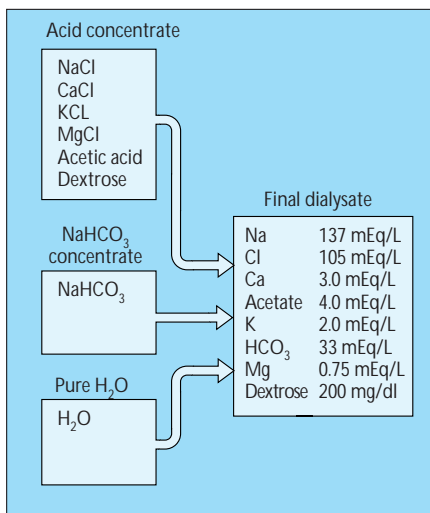 Acid concentrate
NaCl
CaCl
KCL
MgCl
Acetic acid
Dextrose
NaHCO₃
concentrate
NaHCO₃
Pure H₂O
H₂O
Final dialysate
Na 137 mEq/L
Cl 105 mEq/L
Ca 3.0 mEq/L
Acetate 4.0 mEq/L
K 2.0 mEq/L
HCO₃ 33 mEq/L
Mg 0.75 mEq/L
Dextrose 200 mg/dl